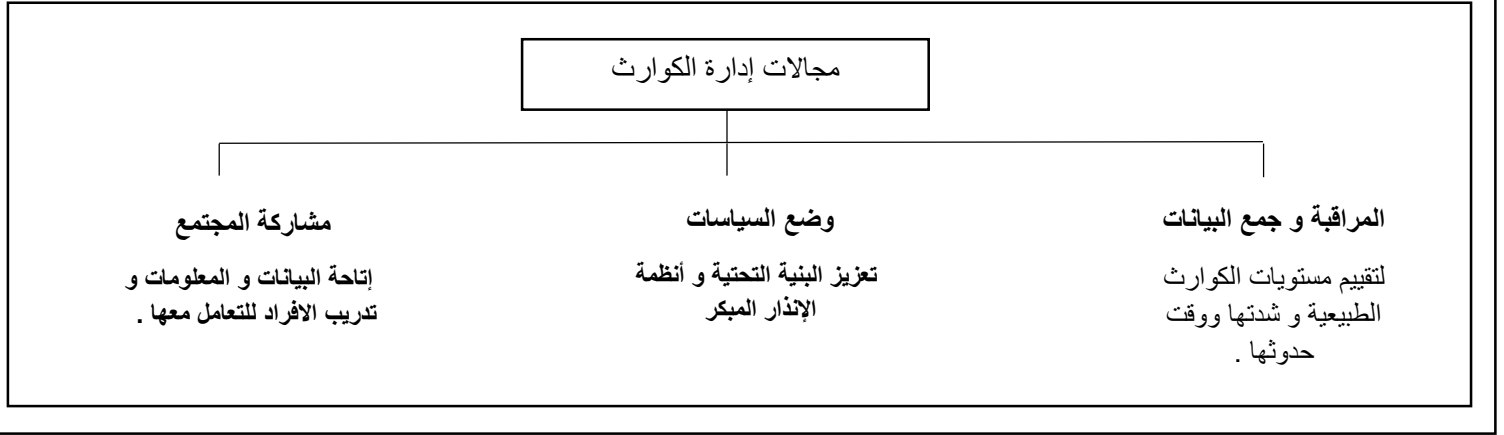 مجالات إدارة الكوارث
المراقبة و جمع البيانات
لتقييم مستويات الكوارث
الطبيعية و شدتها ووقت
حدوثها .
وضع السياسات
تعزيز البنية التحتية و أنظمة
الإنذار المبكر
مشاركة المجتمع
إتاحة البيانات و المعلومات و
تدريب الافراد للتعامل معها .